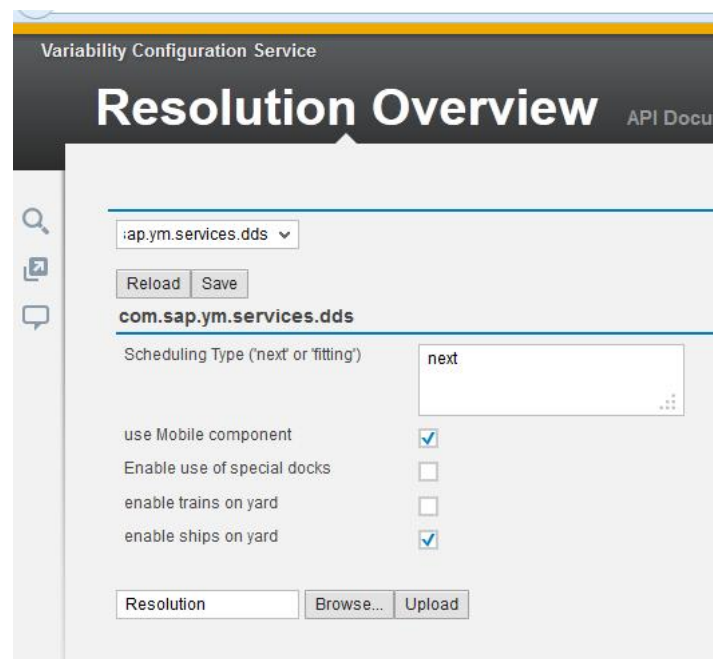 Variability Configuration Service
Resolution Overview API Docu
:ap.ym.services.dds
Reload Save
com.sap.ym.services.dds
Scheduling Type ('next' or 'fitting') next
use Mobile component
Enable use of special docks
enable trains on yard
enable ships on yard
Resolution Browse... Upload